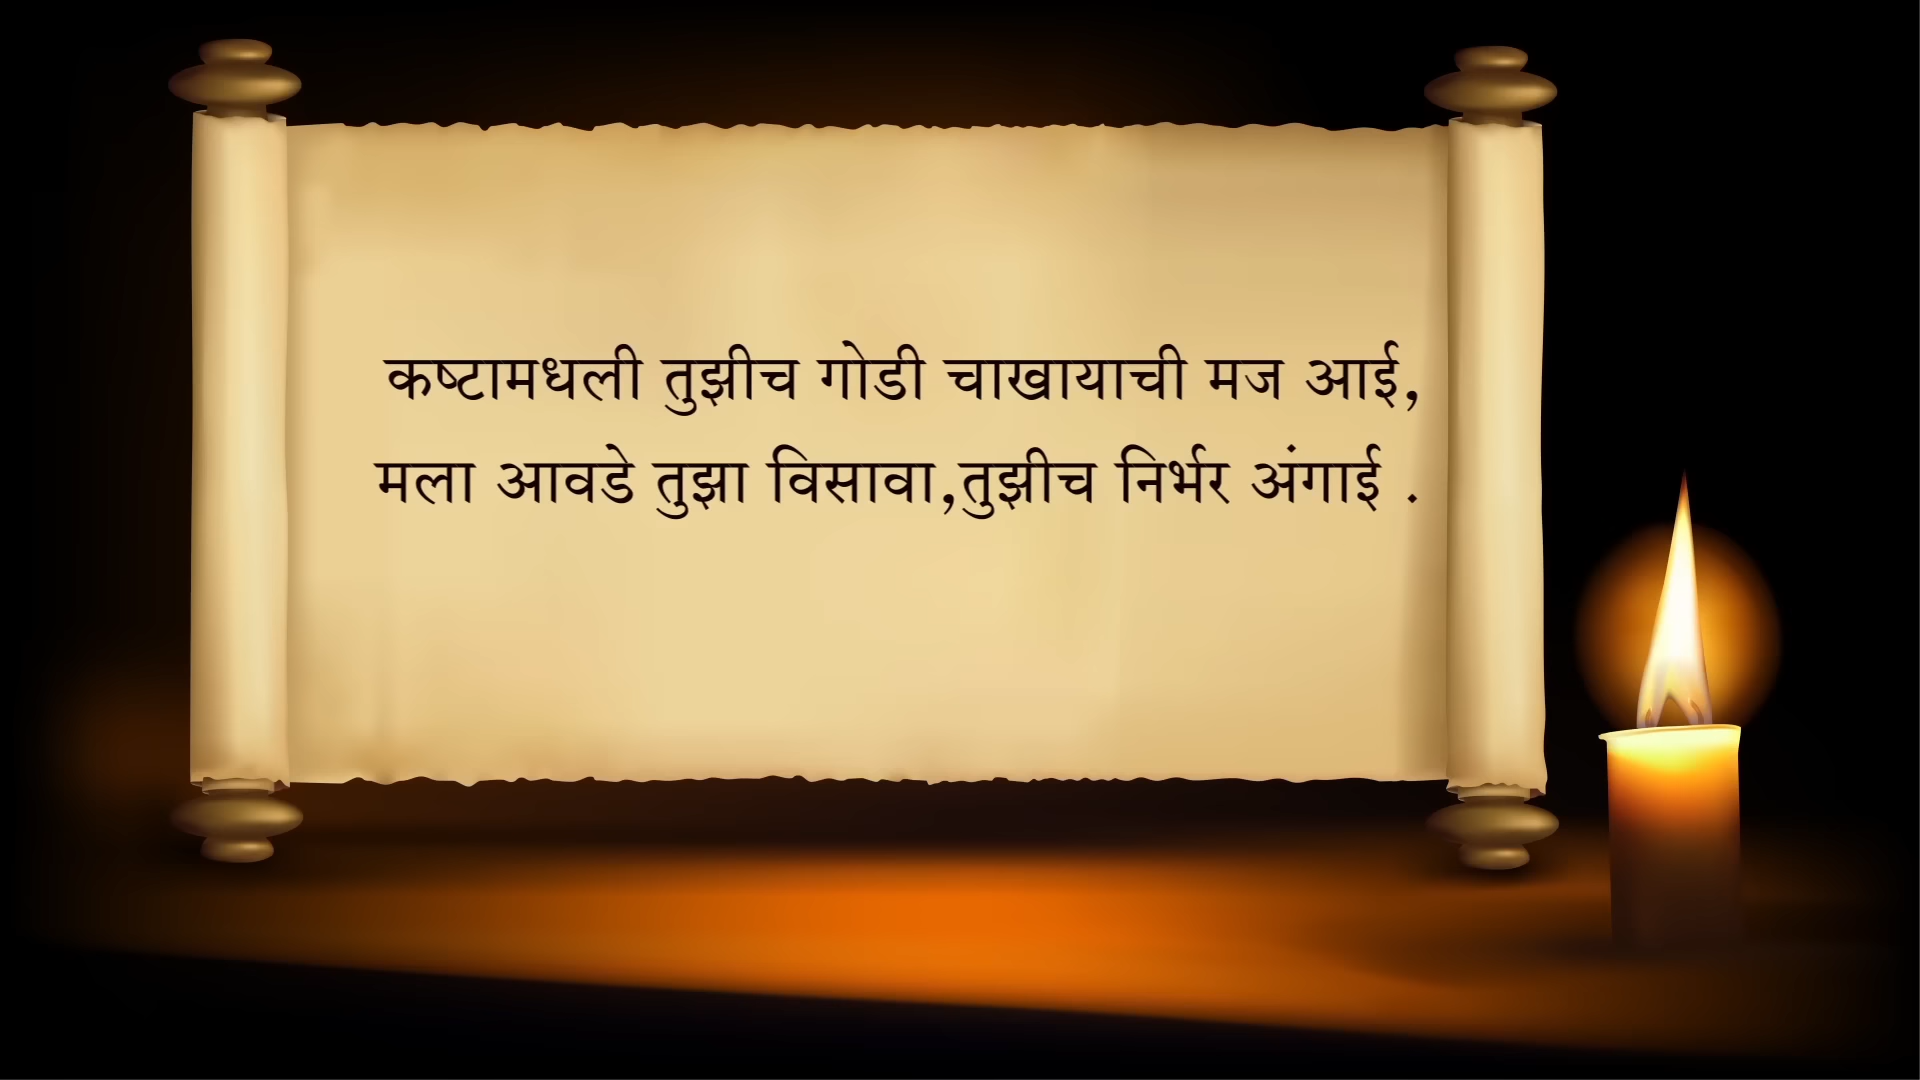 कष्टामधली तुझीच गोडी चाखायाची मज आई,
मला आवडे तुझा विसावा,तुझीच निर्भर अंगाई .